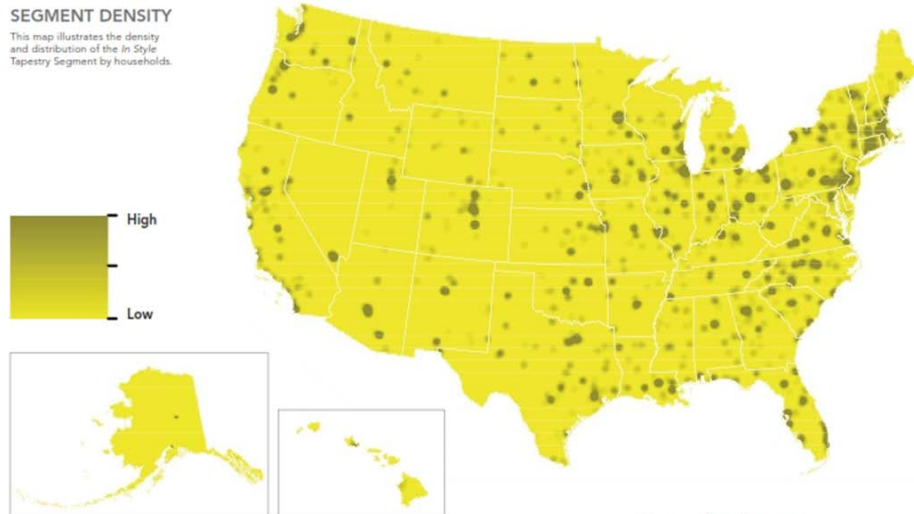 SEGMENT DENSITY
This map illustrates the density
and distribution of the In Style
Tapestry Segment by households.
High
Low